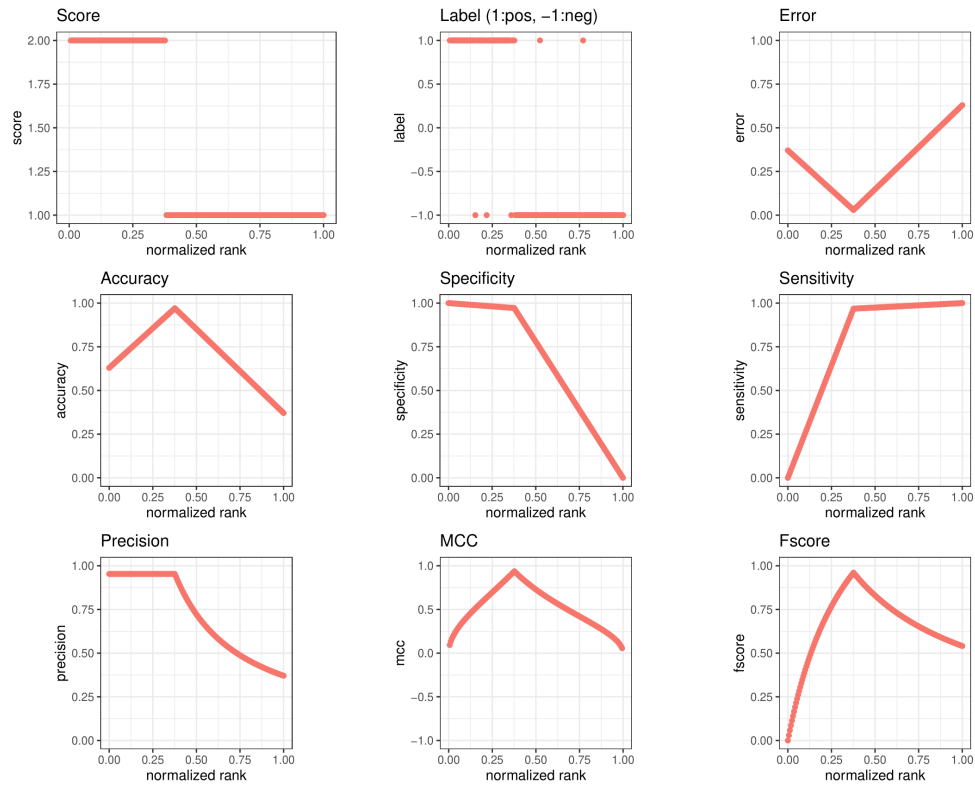 Score
Label (1:pos, −1:neg)
Error
2.00
1.75
1.50
1.25
1.00
score
0.00 0.25 0.50 0.75 1.00
normalized rank
1.0
0.5
0.0
−0.5
−1.0
label
0.00 0.25 0.50 0.75 1.00
normalized rank
1.00
0.75
0.50
0.25
0.00
error
0.00 0.25 0.50 0.75 1.00
normalized rank
Accuracy
Specificity
Sensitivity
1.00
0.75
0.50
0.25
0.00
accuracy
0.00 0.25 0.50 0.75 1.00
normalized rank
1.00
0.75
0.50
0.25
0.00
specificity
0.00 0.25 0.50 0.75 1.00
normalized rank
1.00
0.75
0.50
0.25
0.00
sensitivity
0.00 0.25 0.50 0.75 1.00
normalized rank
Precision
MCC
Fscore
1.00
0.75
0.50
0.25
0.00
precision
0.00 0.25 0.50 0.75 1.00
normalized rank
1.0
0.5
0.0
−0.5
−1.0
mcc
0.00 0.25 0.50 0.75 1.00
normalized rank
1.00
0.75
0.50
0.25
0.00
fscore
0.00 0.25 0.50 0.75 1.00
normalized rank